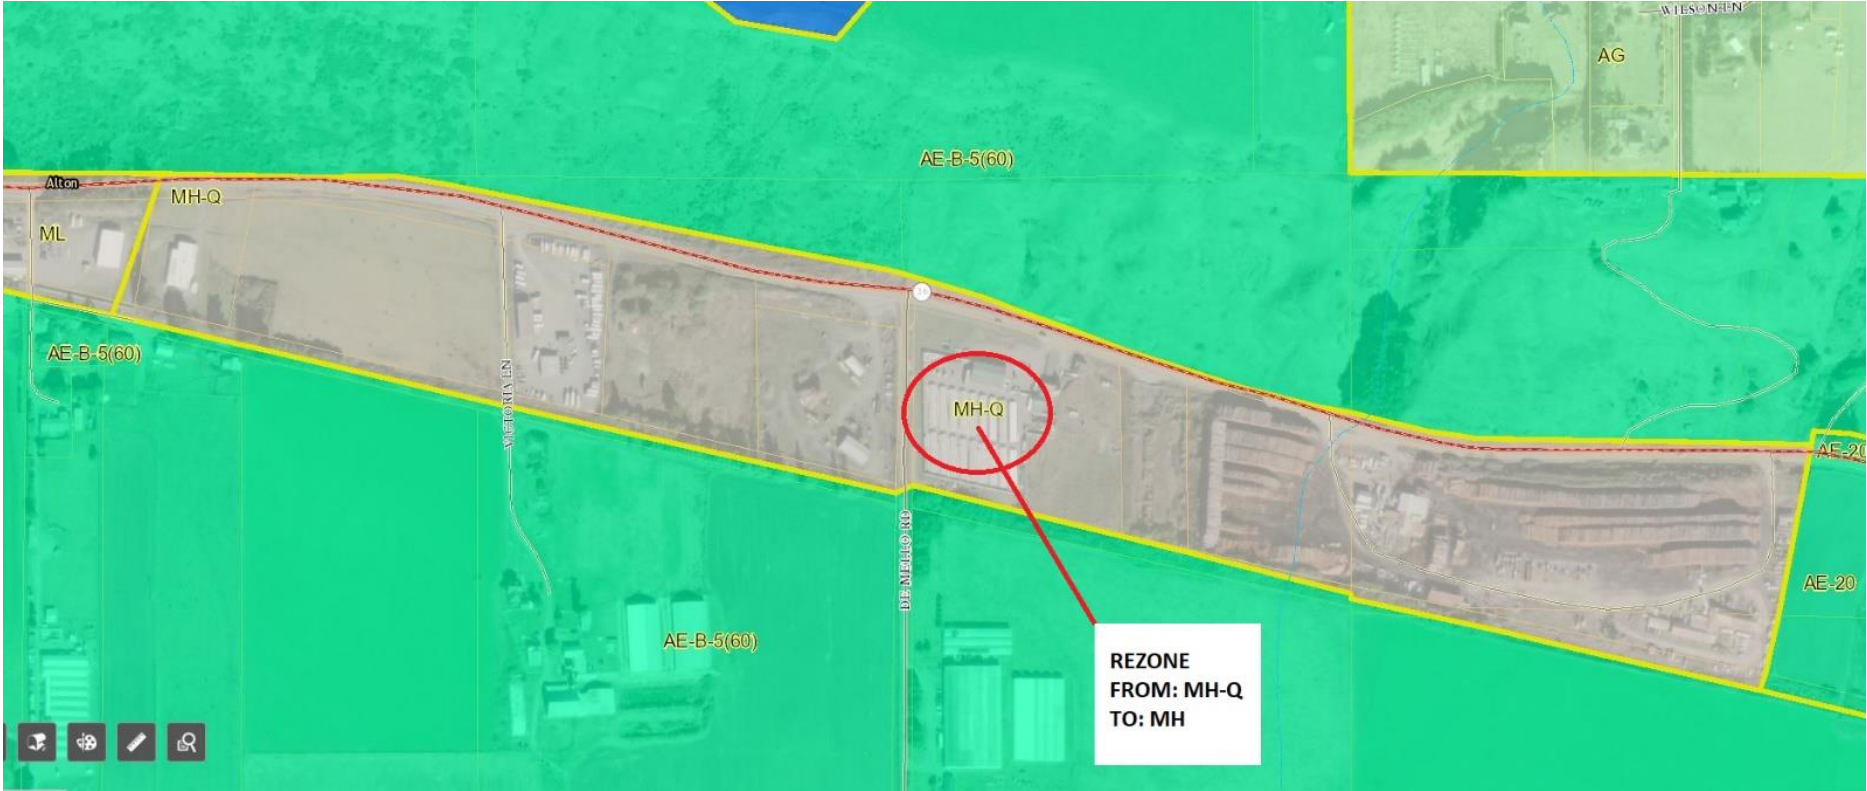 WILSON LN
AG
AE-B-5(60)
Alton
MH-Q
ML
36
AE-B-5(60)
VICTORIA LN
MH-Q
AE-20
DE MELLO RD
AE-20
AE-B-5(60)
REZONE
FROM: MH-Q
TO: MH